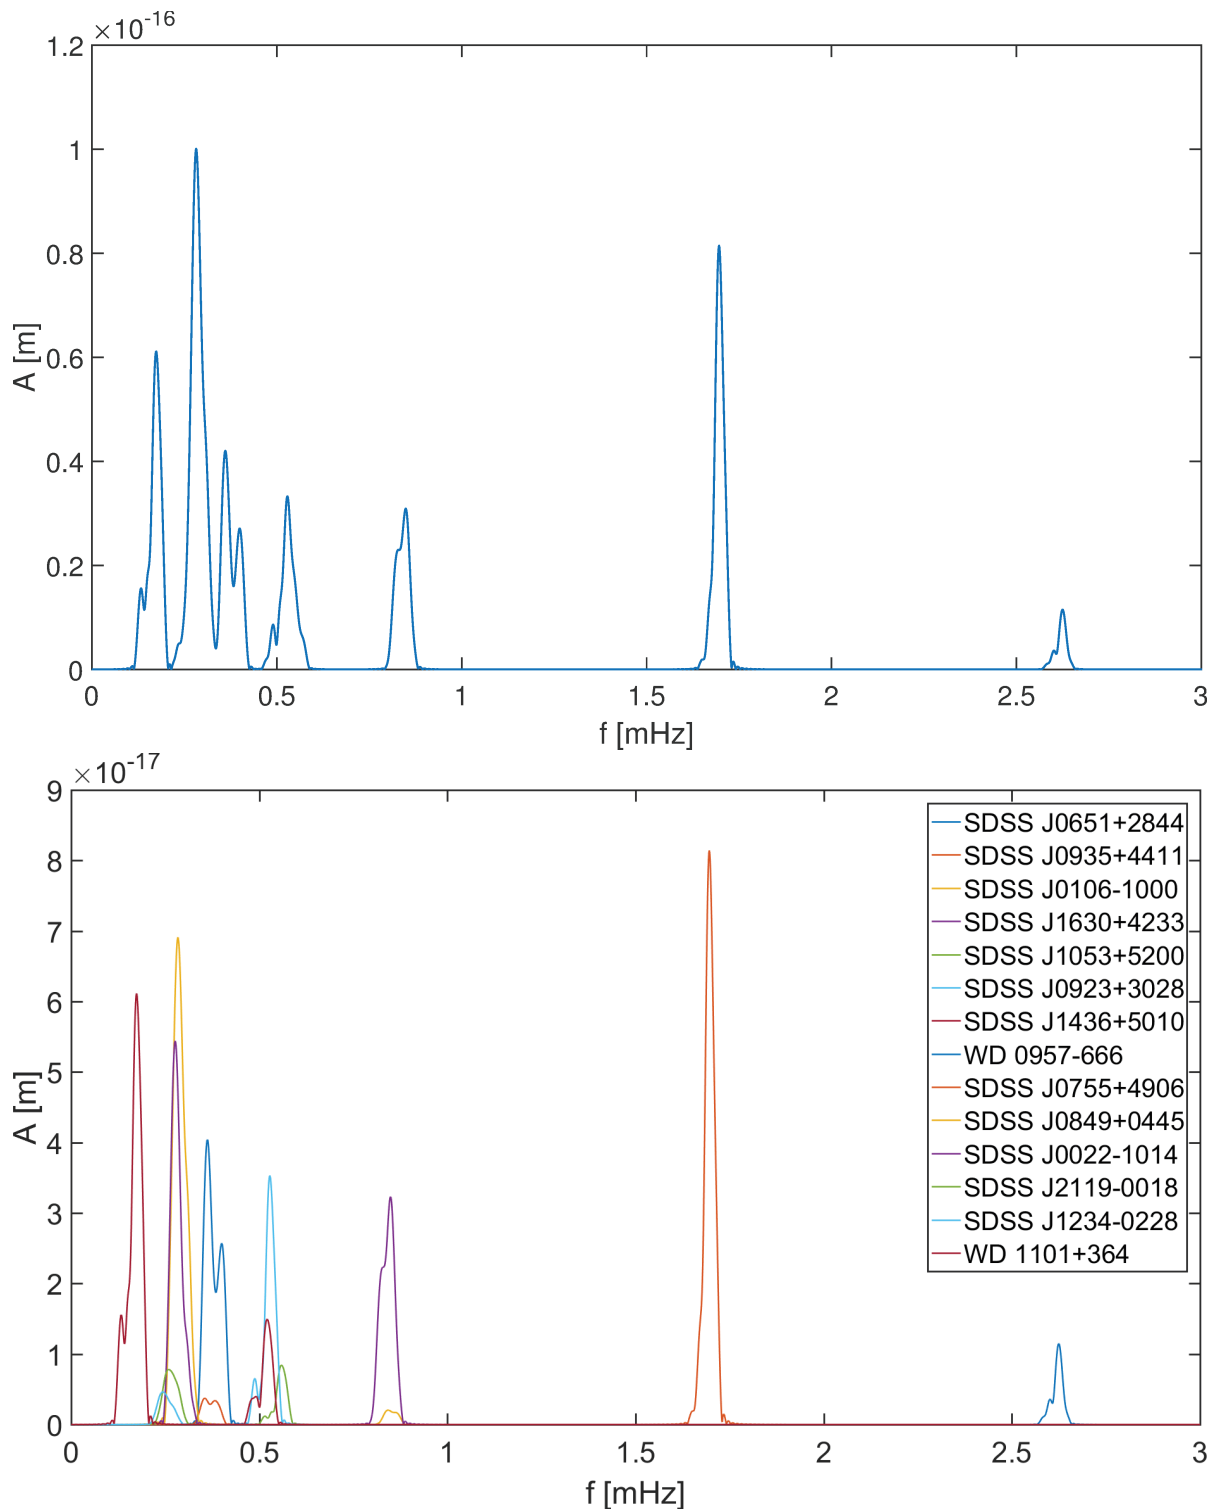 ×10^-16
1.2
1
0.8
0.6
0.4
0.2
0
A [m]
0 0.5 1 1.5 2 2.5 3
f [mHz]
×10^-17
9
8
7
6
5
4
3
2
1
0
A [m]
SDSS J0651+2844
SDSS J0935+4411
SDSS J0106-1000
SDSS J1630+4233
SDSS J1053+5200
SDSS J0923+3028
SDSS J1436+5010
WD 0957-666
SDSS J0755+4906
SDSS J0849+0445
SDSS J0022-1014
SDSS J2119-0018
SDSS J1234-0228
WD 1101+364
0 0.5 1 1.5 2 2.5 3
f [mHz]